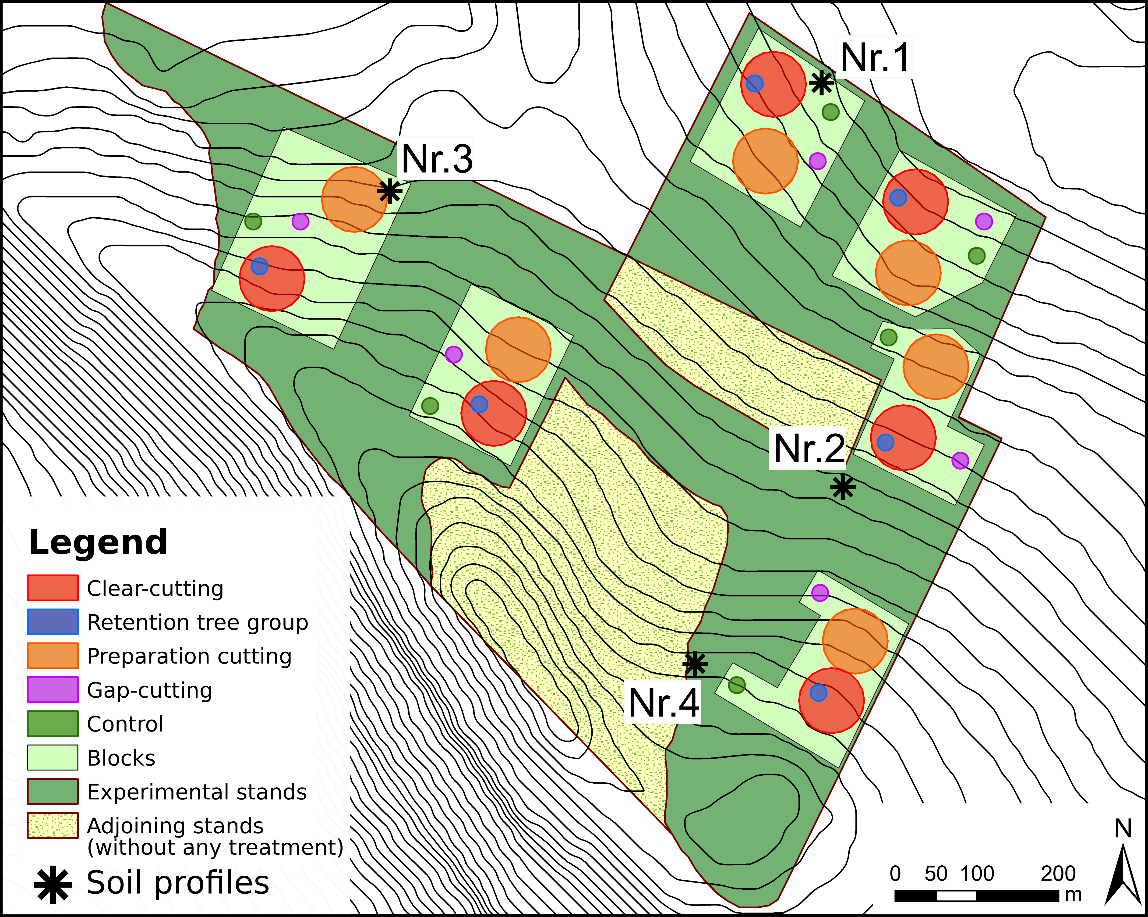 Nr.1
Nr.3
Nr.2
Nr.4
Legend
Clear-cutting
Retention tree group
Preparation cutting
Gap-cutting
Control
Blocks
Experimental stands
Adjoining stands
(without any treatment)
Soil profiles
N
0 50 100 200
m